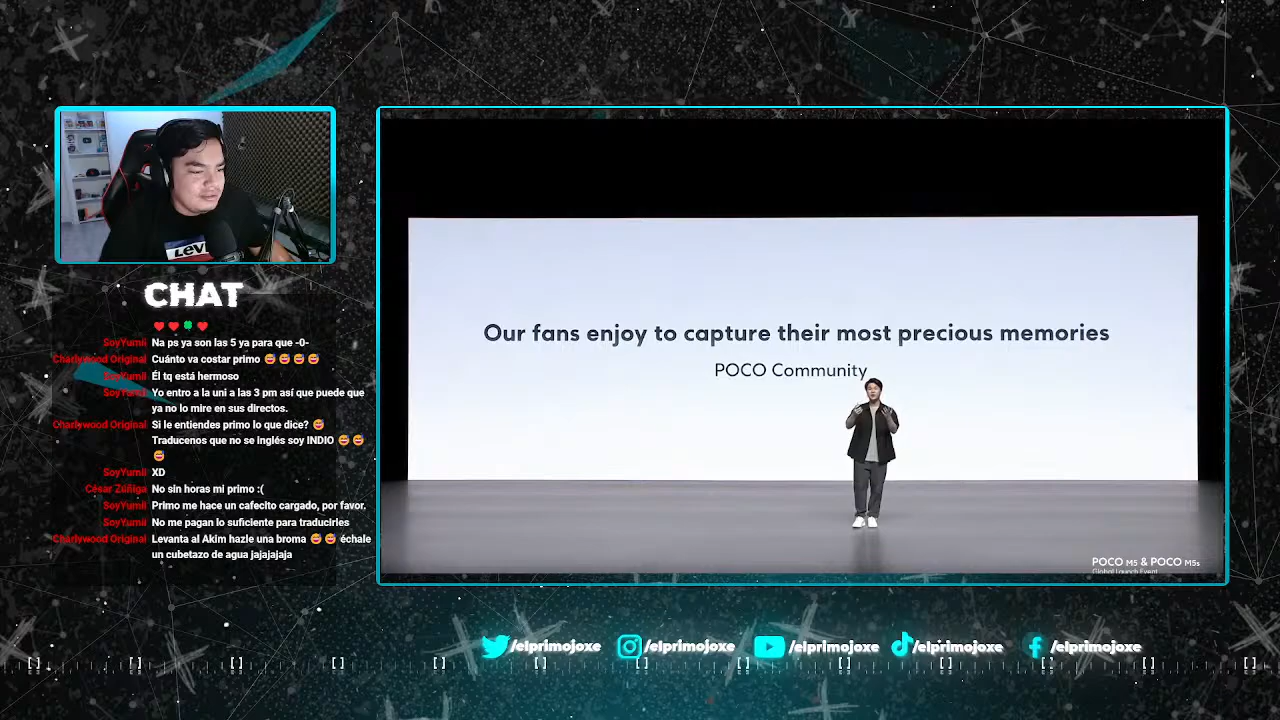 LEV
CHAT
SoyYumii Na ps ya son las 5 ya para que -0-
Charlywood Original Cuánto va costar primo 😅 😅 😅 😅
SoyYumii Él tq está hermoso
SoyYumii Yo entro a la uni a las 3 pm así que puede que
ya no lo mire en sus directos.
Charlywood Original Si le entiendes primo lo que dice? 😅
Traducenos que no se inglés soy INDIO 😅 😅
😅
SoyYumii XD
César Zúñiga No sin horas mi primo :(
SoyYumii Primo me hace un cafecito cargado, por favor.
SoyYumii No me pagan lo suficiente para traducirles
Charlywood Original Levanta al Akim hazle una broma 😅 😅 échale
un cubetazo de agua jajajajaja
Our fans enjoy to capture their most precious memories
POCO Community
POCO M5 & POCO M5s
Global Launch Event
/elprimojoxe /elprimojoxe /elprimojoxe /elprimojoxe /elprimojoxe